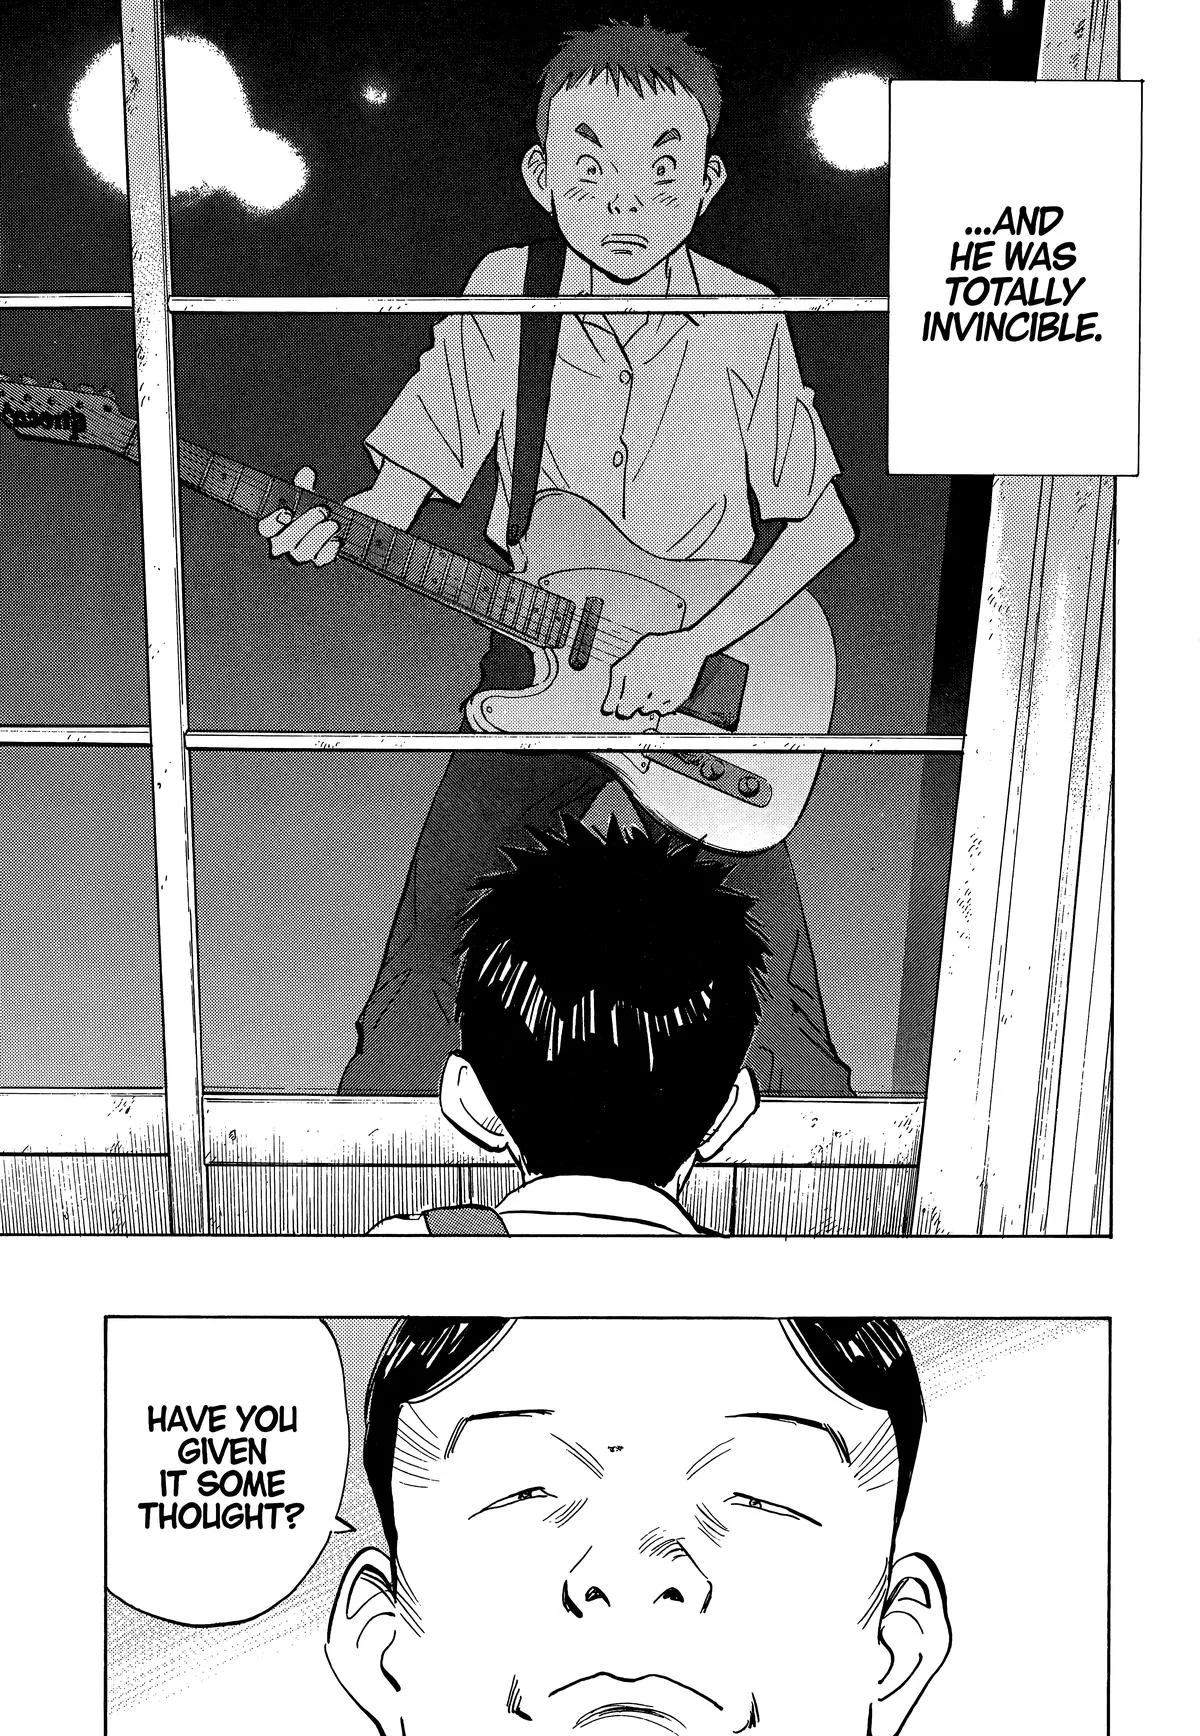 ...AND
HE WAS
TOTALLY
INVINCIBLE.
HAVE YOU
GIVEN
IT SOME
THOUGHT?